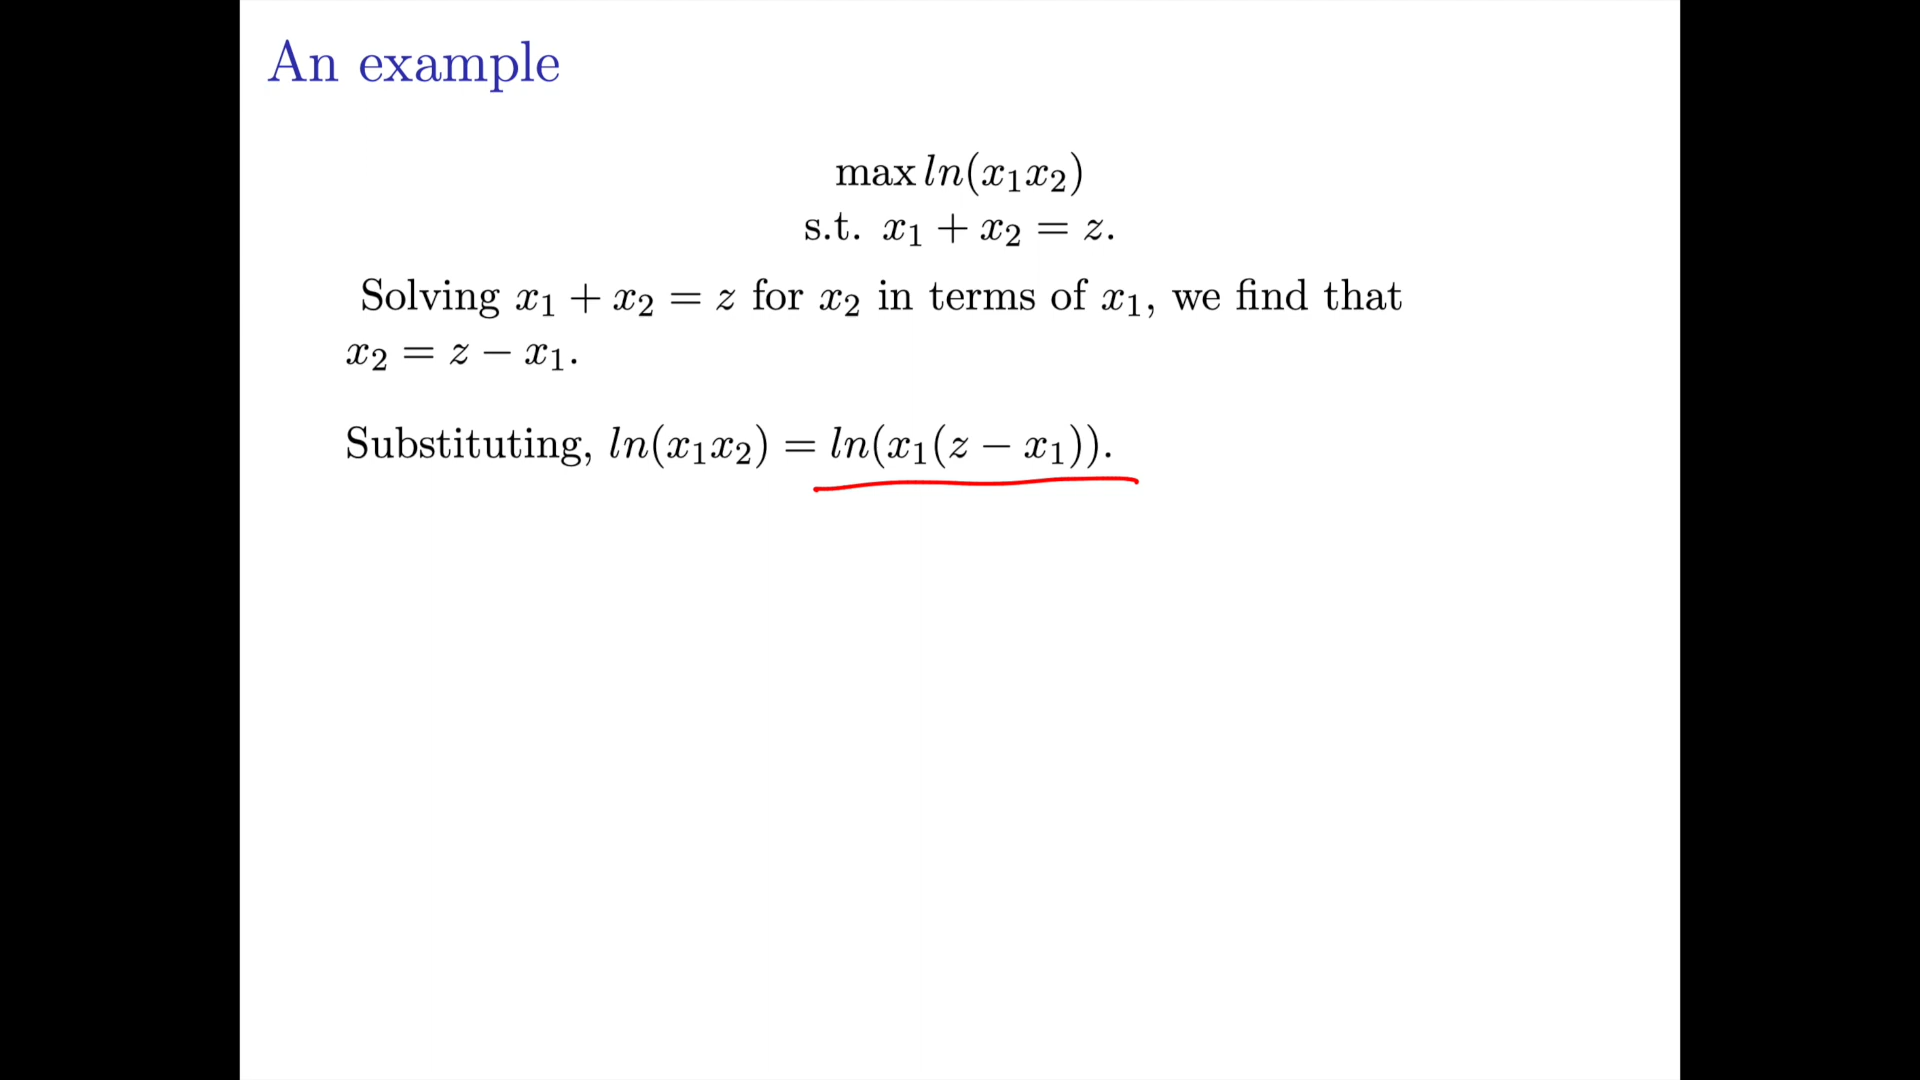 An example
max ln(x₁x₂)
s.t. x₁ + x₂ = z.
Solving x₁ + x₂ = z for x₂ in terms of x₁, we find that
x₂ = z − x₁.
Substituting, ln(x₁x₂) = ln(x₁(z − x₁)).